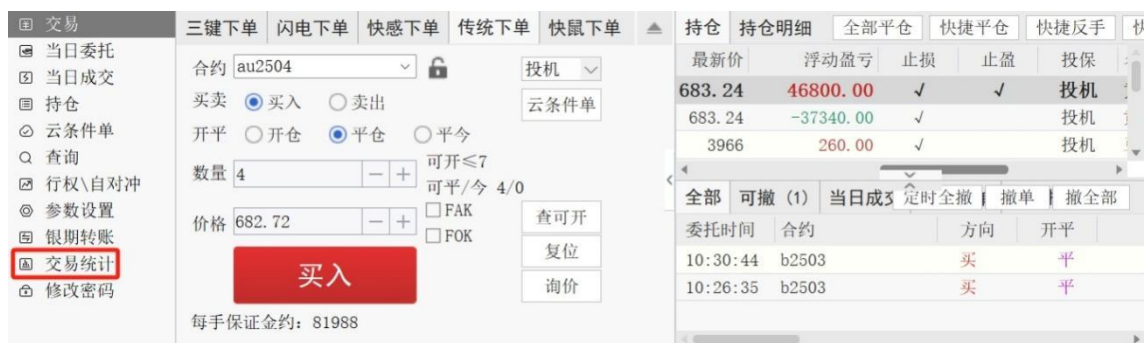 交易
当日委托
当日成交
持仓
云条件单
查询
行权\自对冲
参数设置
银期转账
交易统计
修改密码
三键下单 闪电下单 快感下单 传统下单 快鼠下单
合约 au2504 投机
买卖 买入 卖出 云条件单
开平 开仓 平仓 平今
数量 4 - + 可开≤7
可平/今 4/0
价格 682.72 - + FAK 查可开
FOK 复位
买入 询价
每手保证金约: 81988
持仓 持仓明细 全部平仓 快捷平仓 快捷反手
最新价 浮动盈亏 止损 止盈 投保
683.24 46800.00 √ √ 投机
683.24 -37340.00 √ 投机
3966 260.00 √ 投机
全部 可撤 (1) 当日成交 定时全撤 撤单 撤全部
委托时间 合约 方向 开平
10:30:44 b2503 买 平
10:26:35 b2503 买 平